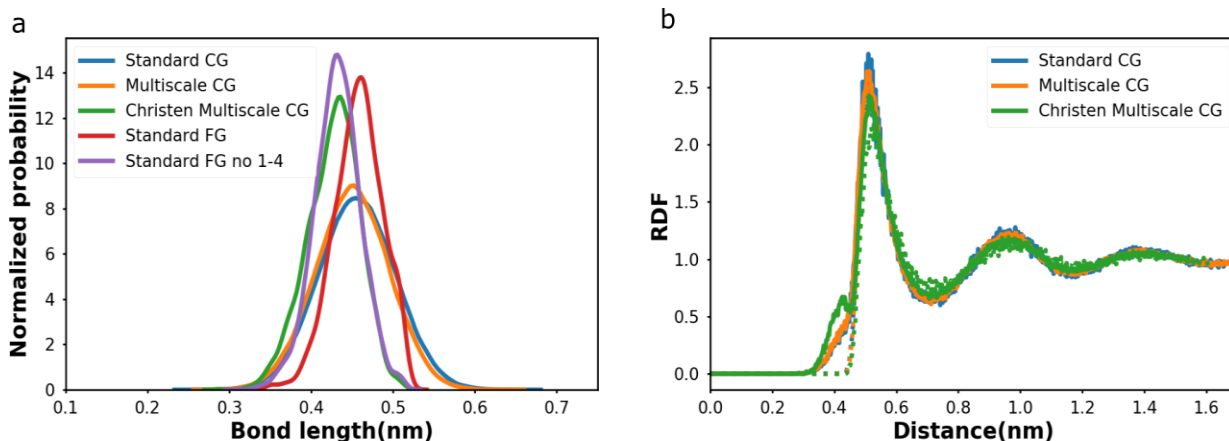 a
14
12
10
8
6
4
2
0
Normalized probability
Standard CG
Multiscale CG
Christen Multiscale CG
Standard FG
Standard FG no 1-4
0.1 0.2 0.3 0.4 0.5 0.6 0.7
Bond length(nm)
b
2.5
2.0
1.5
1.0
0.5
0.0
RDF
Standard CG
Multiscale CG
Christen Multiscale CG
0.0 0.2 0.4 0.6 0.8 1.0 1.2 1.4 1.6
Distance(nm)